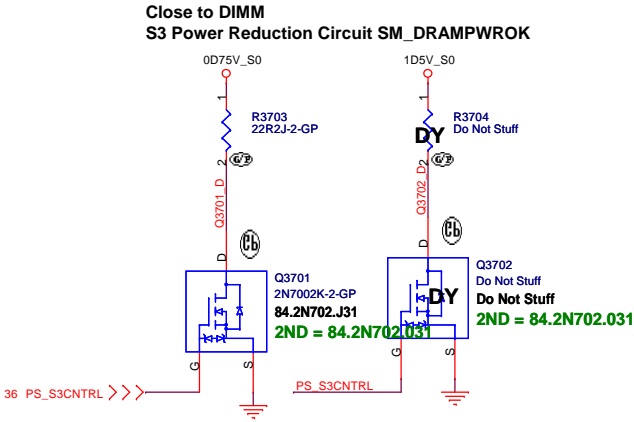 Close to DIMM
S3 Power Reduction Circuit SM_DRAMPWROK
0D75V_S0
1
R3703
22R2J-2-GP
2
G/P
Q3701_D
D
Pb
Q3701
2N7002K-2-GP
84.2N702.J31
2ND = 84.2N702.031
G
S
36 PS_S3CNTRL
1D5V_S0
1
R3704
Do Not Stuff
DY
2
G/P
Q3702_D
D
Pb
Q3702
Do Not Stuff
DY
Do Not Stuff
2ND = 84.2N702.031
G
S
PS_S3CNTRL